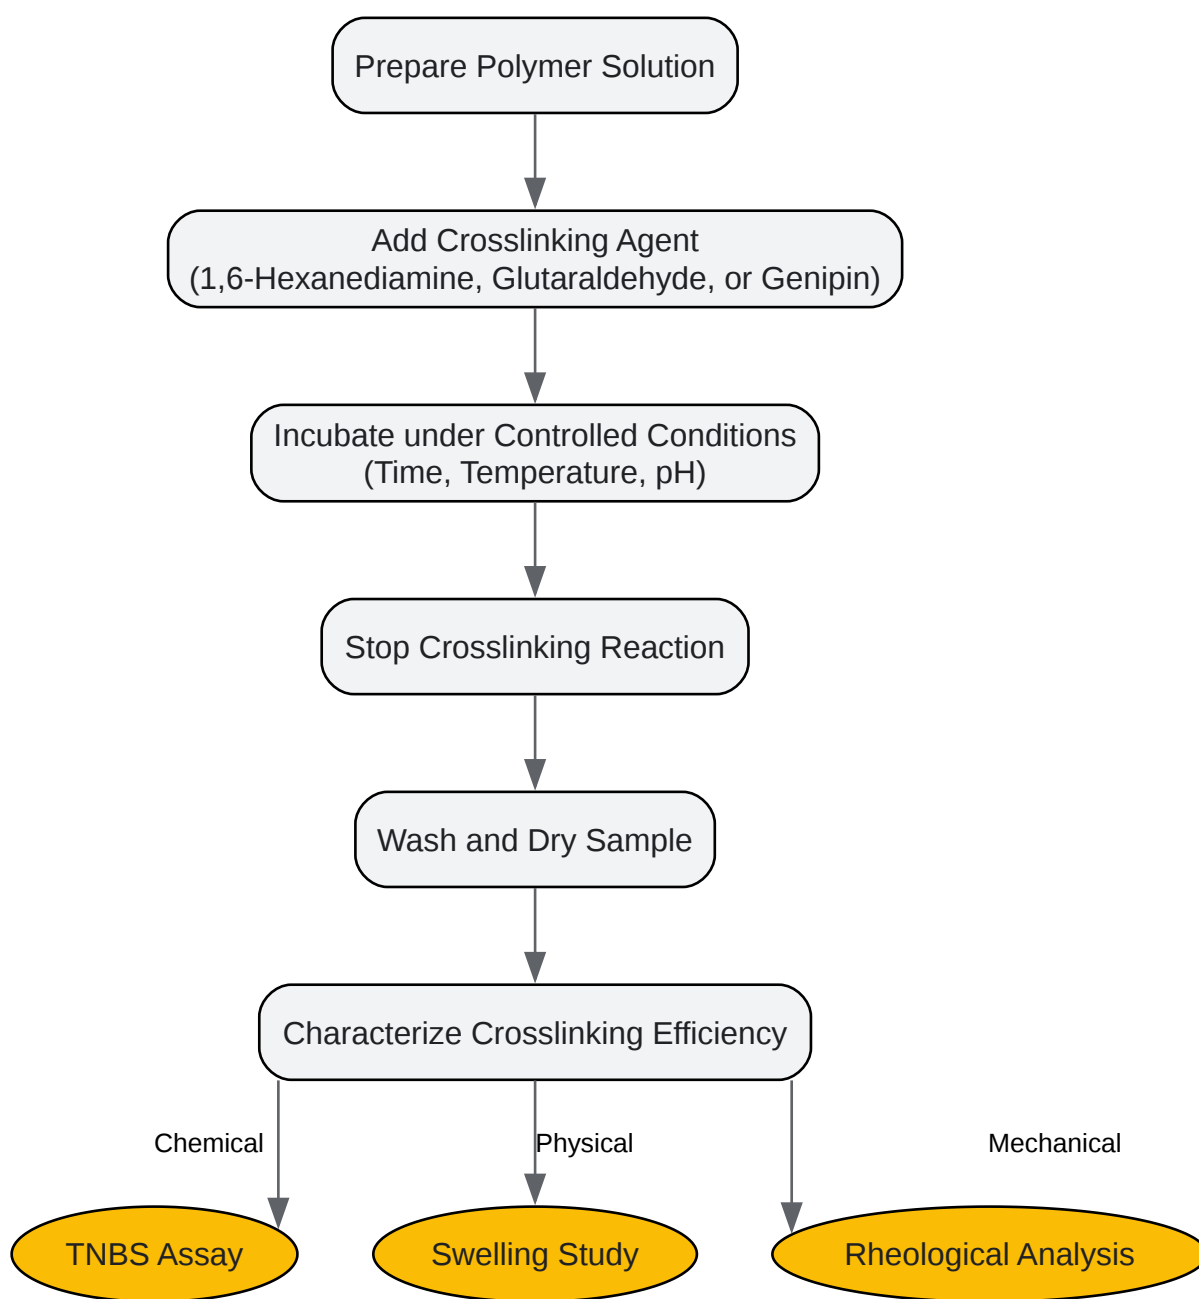 Prepare Polymer Solution
Add Crosslinking Agent
(1,6-Hexanediamine, Glutaraldehyde, or Genipin)
Incubate under Controlled Conditions
(Time, Temperature, pH)
Stop Crosslinking Reaction
Wash and Dry Sample
Characterize Crosslinking Efficiency
Chemical
Physical
Mechanical
TNBS Assay
Swelling Study
Rheological Analysis